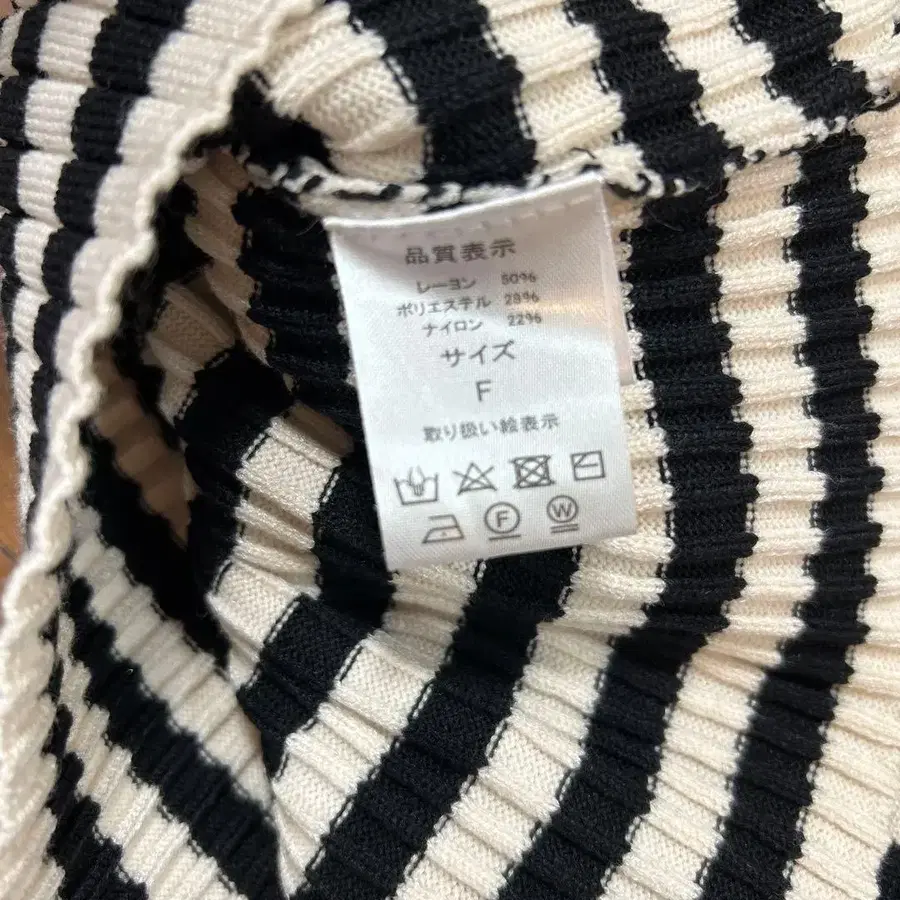 品質表示
レーヨン 50%
ポリエステル 28%
ナイロン 22%
サイズ
F
取り扱い絵表示
F W